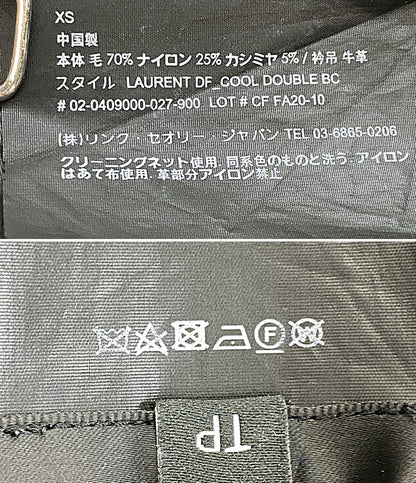 XS
中国製
本体 毛 70% ナイロン 25% カシミヤ 5% / 衿吊 牛革
スタイル LAURENT DF_COOL DOUBLE BC
# 02-0409000-027-900 LOT # CF FA20-10
(株)リンク・セオリー・ジャパン TEL 03-6865-0206
クリーニングネット使用. 同系色のものと洗う. アイロン
はあて布使用. 革部分アイロン禁止
F
W
TP